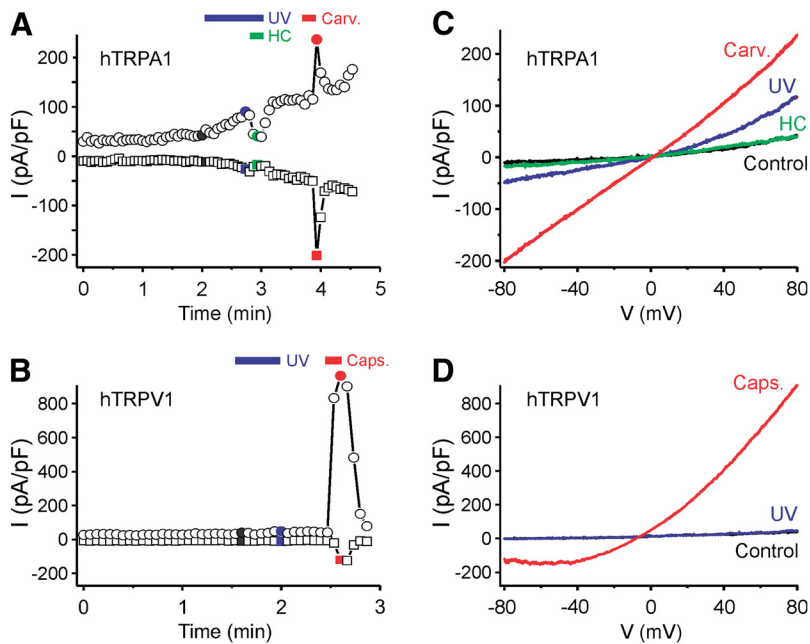 A
UV
Carv.
HC
hTRPA1
I (pA/pF)
200
100
0
-100
-200
0
1
2
3
4
5
Time (min)
C
hTRPA1
Carv.
UV
HC
Control
I (pA/pF)
200
100
0
-100
-200
-80
-40
0
40
80
V (mV)
B
UV
Caps.
hTRPV1
I (pA/pF)
800
600
400
200
0
-200
0
1
2
3
Time (min)
D
hTRPV1
Caps.
UV
Control
I (pA/pF)
800
600
400
200
0
-200
-80
-40
0
40
80
V (mV)